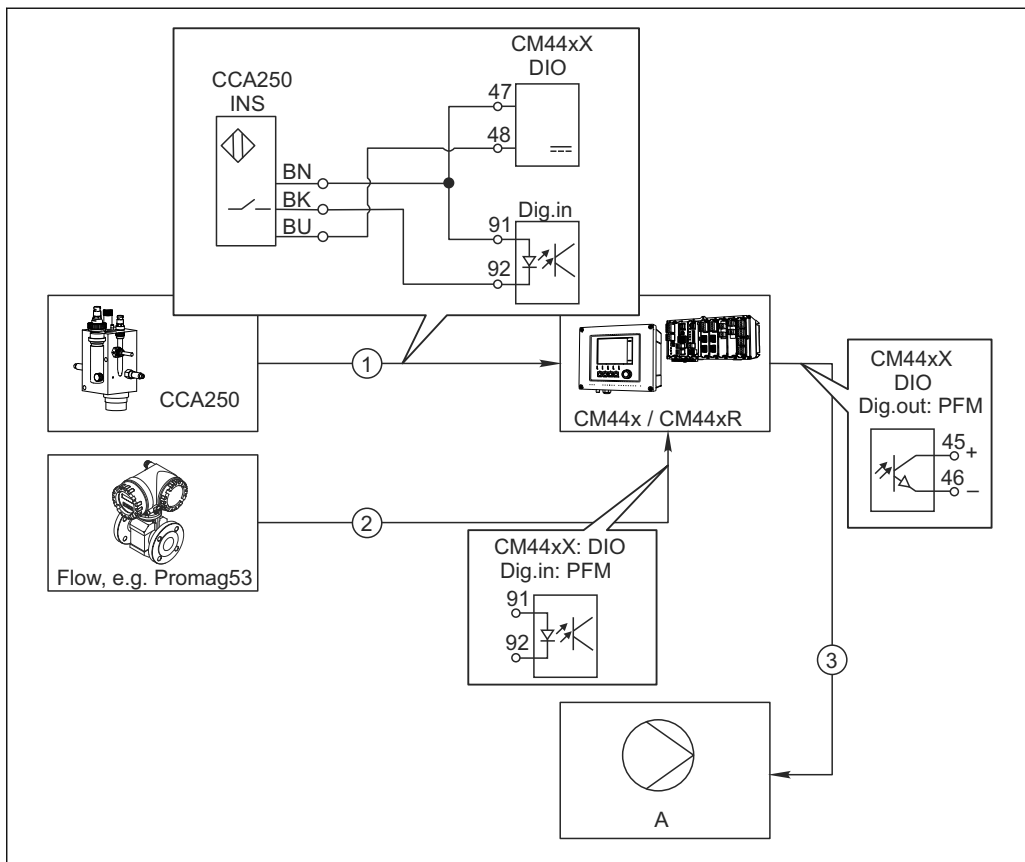 CM44xX
DIO
CCA250
INS
47
48
BN
BK
BU
Dig.in
91
92
1
CCA250
CM44x / CM44xR
CM44xX
DIO
Dig.out: PFM
45
+
46
–
2
Flow, e.g. Promag53
CM44xX: DIO
Dig.in: PFM
91
92
3
A